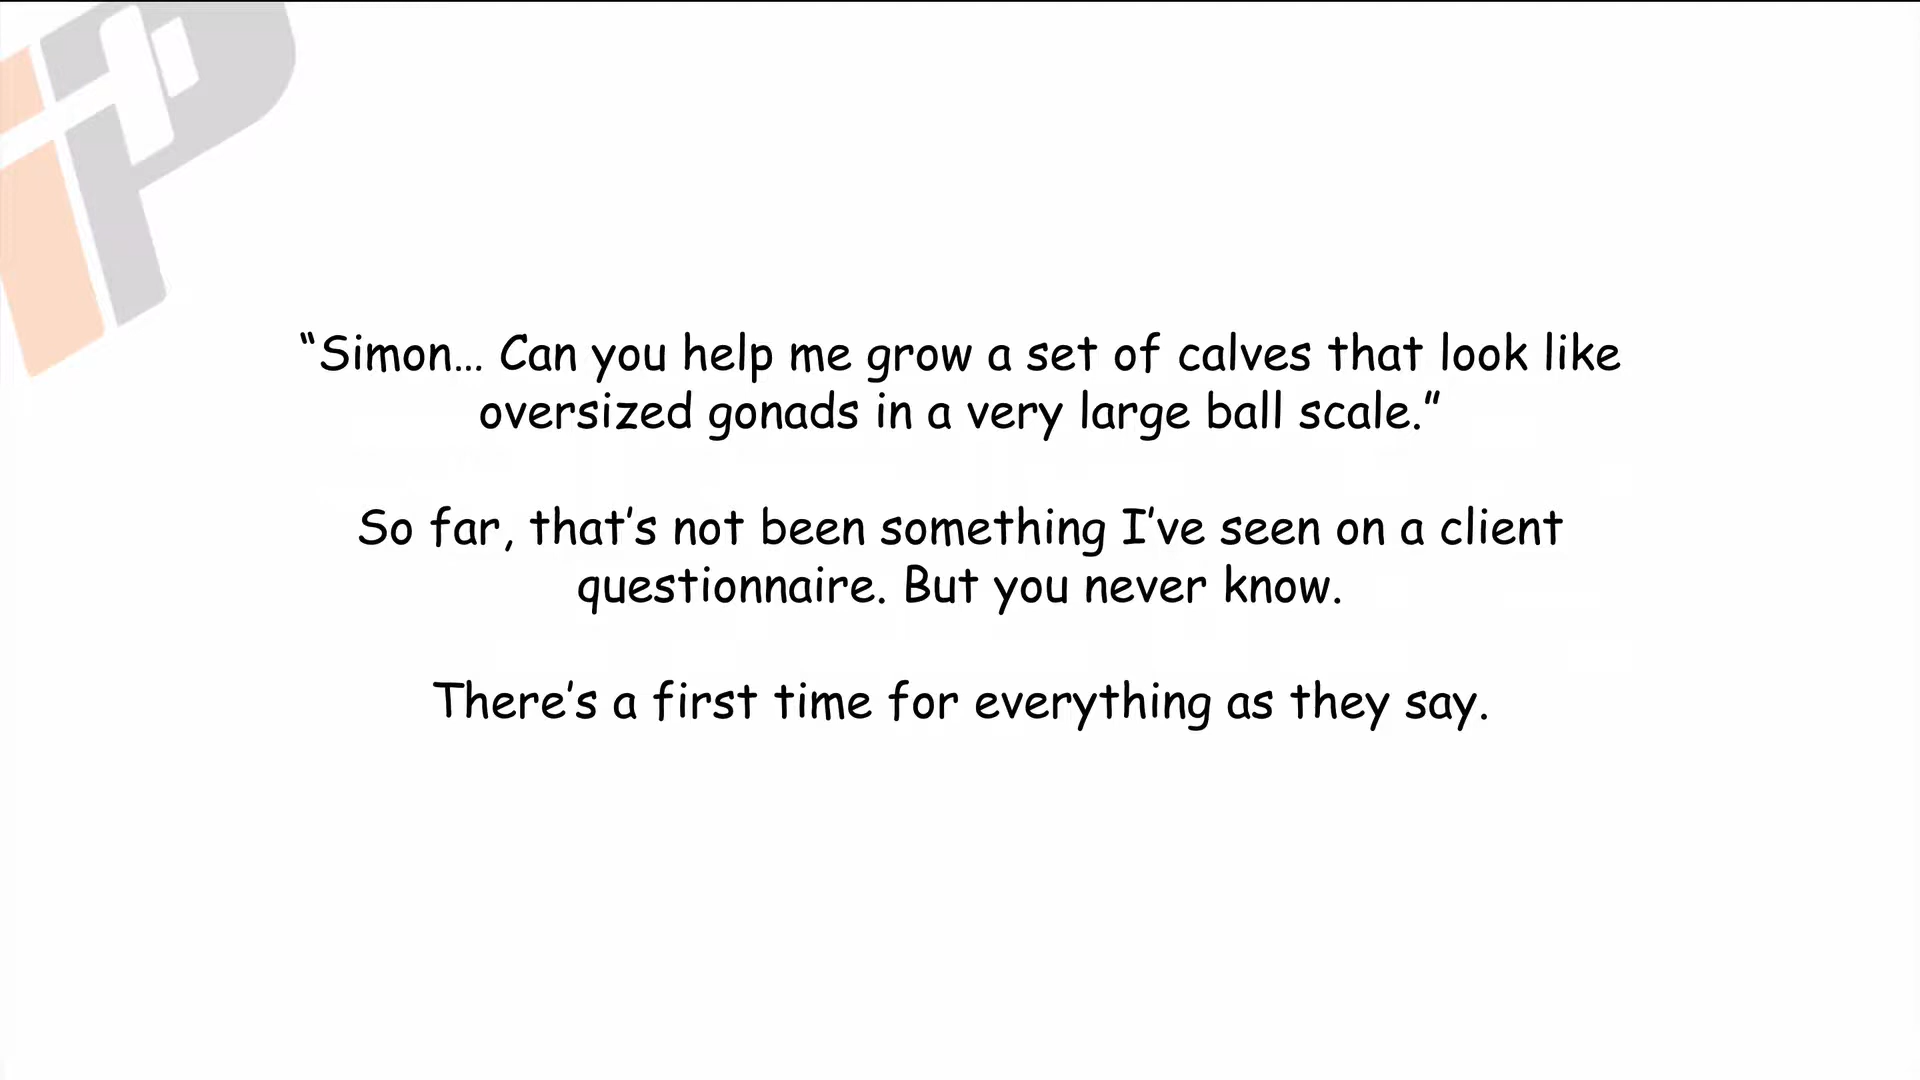 “Simon… Can you help me grow a set of calves that look like
oversized gonads in a very large ball scale.”
So far, that’s not been something I’ve seen on a client
questionnaire. But you never know.
There’s a first time for everything as they say.